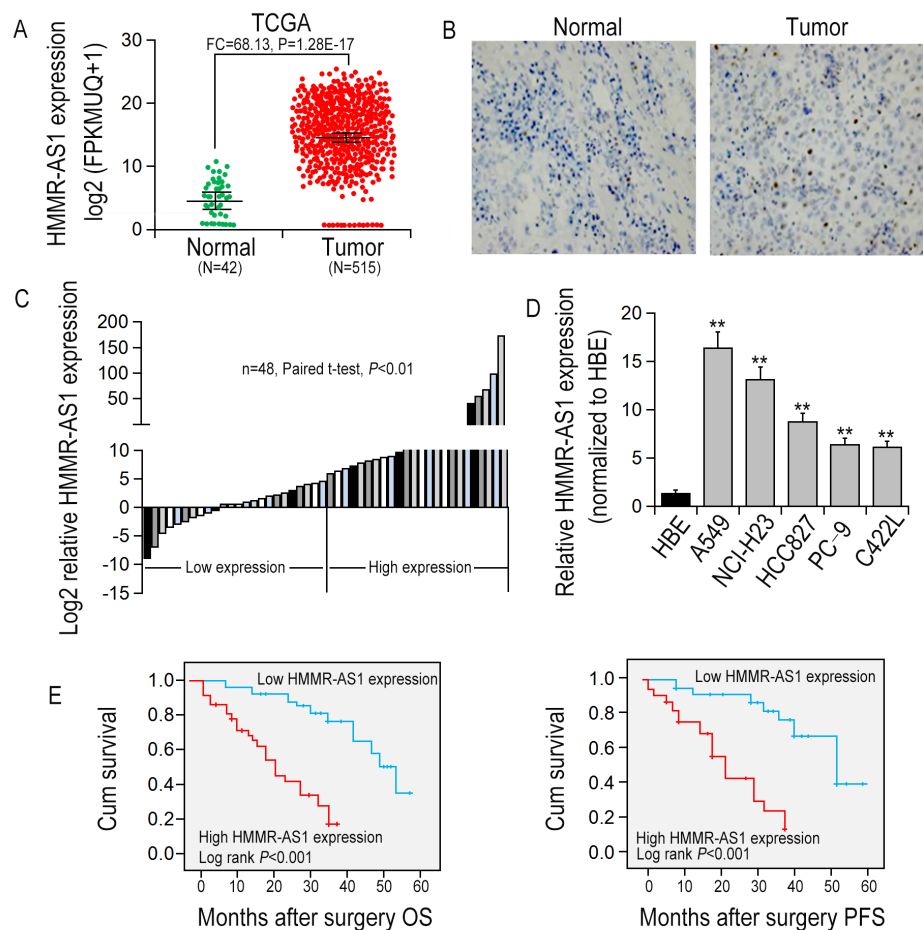 A
TCGA
FC=68.13, P=1.28E-17
HMMR-AS1 expression
log2 (FPKMUQ+1)
30
20
10
0
Normal
(N=42)
Tumor
(N=515)
B
Normal
Tumor
C
Log2 relative HMMR-AS1 expression
200
150
100
50
10
5
0
-5
-10
-15
n=48, Paired t-test, P<0.01
Low expression
High expression
D
Relative HMMR-AS1 expression
(normalized to HBE)
20
15
10
5
0
**
**
**
**
**
HBE
A549
NCI-H23
HCC827
PC-9
C422L
E
Cum survival
1.0
0.8
0.6
0.4
0.2
0.0
Low HMMR-AS1 expression
High HMMR-AS1 expression
Log rank P<0.001
0 10 20 30 40 50 60
Months after surgery OS
Cum survival
1.0
0.8
0.6
0.4
0.2
0.0
Low HMMR-AS1 expression
High HMMR-AS1 expression
Log rank P<0.001
0 10 20 30 40 50 60
Months after surgery PFS